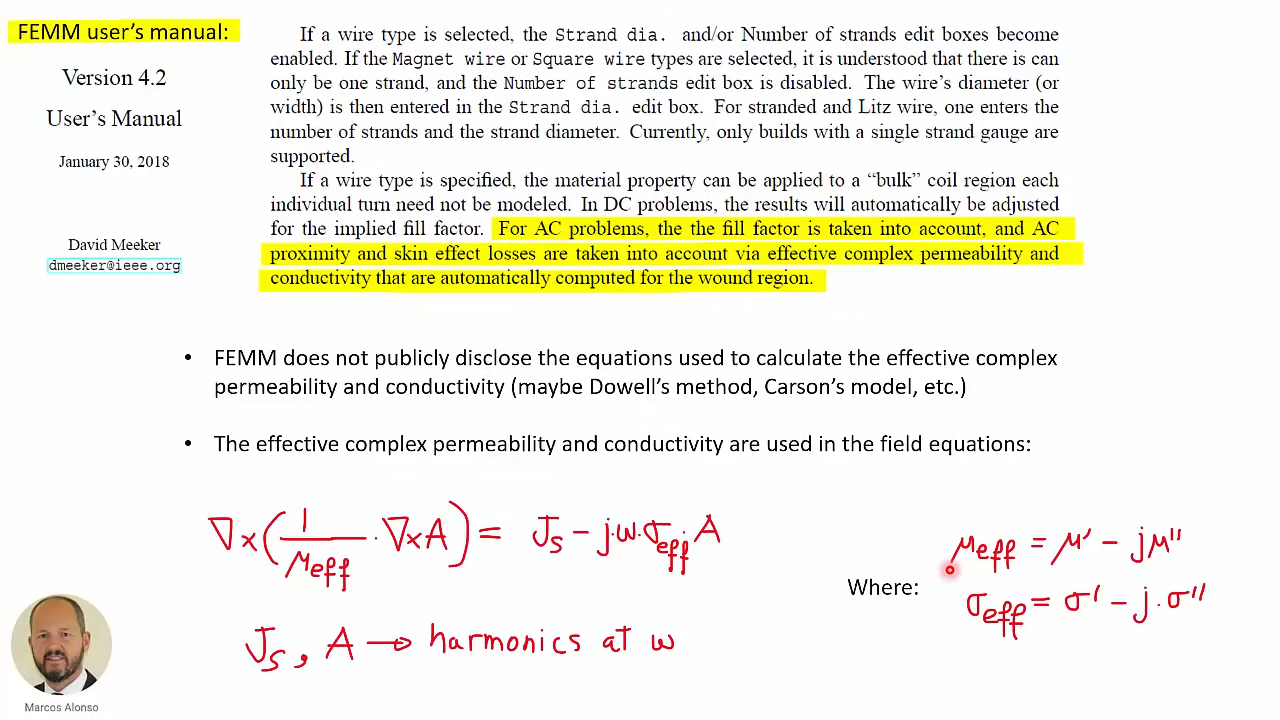 FEMM user's manual:
Version 4.2
User's Manual
January 30, 2018
David Meeker
dmeeker@ieee.org
If a wire type is selected, the Strand dia. and/or Number of strands edit boxes become
enabled. If the Magnet wire or Square wire types are selected, it is understood that there is can
only be one strand, and the Number of strands edit box is disabled. The wire's diameter (or
width) is then entered in the Strand dia. edit box. For stranded and Litz wire, one enters the
number of strands and the strand diameter. Currently, only builds with a single strand gauge are
supported.
If a wire type is specified, the material property can be applied to a “bulk” coil region each
individual turn need not be modeled. In DC problems, the results will automatically be adjusted
for the implied fill factor. For AC problems, the the fill factor is taken into account, and AC
proximity and skin effect losses are taken into account via effective complex permeability and
conductivity that are automatically computed for the wound region.
• FEMM does not publicly disclose the equations used to calculate the effective complex
permeability and conductivity (maybe Dowell's method, Carson's model, etc.)
• The effective complex permeability and conductivity are used in the field equations:
∇×(1/μeff · ∇×A) = Js − j·ω·σeff A
Js, A → harmonics at ω
Where:
μeff = μ' − jμ''
σeff = σ' − j·σ''
Marcos Alonso